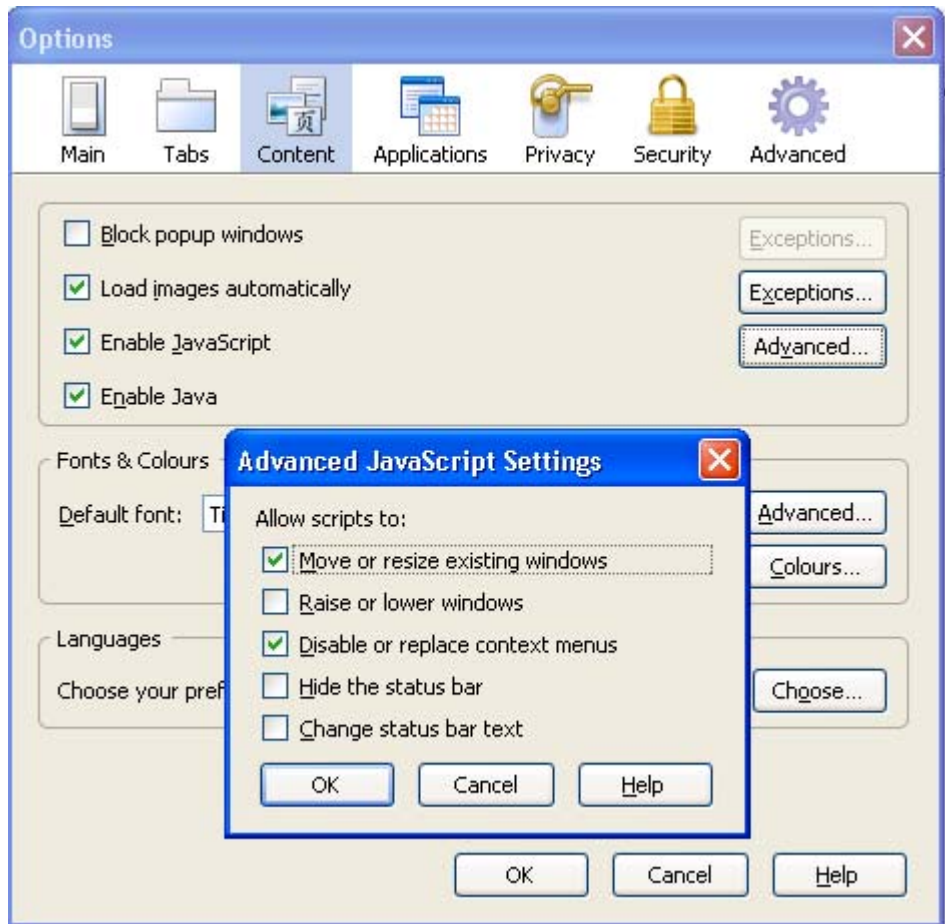 Options
页
Main Tabs Content Applications Privacy Security Advanced
Block popup windows Exceptions...
Load images automatically Exceptions...
Enable JavaScript Advanced...
Enable Java
Fonts & Colours
Default font: Ti Advanced...
Colours...
Languages
Choose your pref Choose...
Advanced JavaScript Settings
Allow scripts to:
Move or resize existing windows
Raise or lower windows
Disable or replace context menus
Hide the status bar
Change status bar text
OK Cancel Help
OK Cancel Help